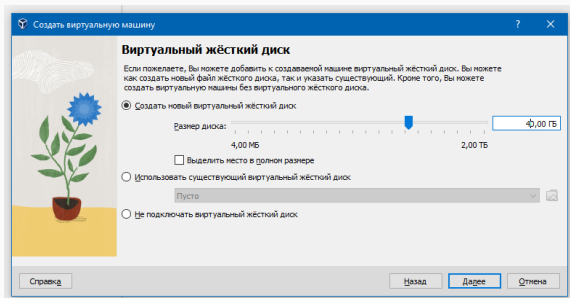 Создать виртуальную машину
? ×
Виртуальный жёсткий диск
Если пожелаете, Вы можете добавить к создаваемой машине виртуальный жёсткий диск. Вы можете
как создать новый файл жёсткого диска, так и указать существующий. Кроме того, Вы можете
создать виртуальную машину без виртуального жёсткого диска.
Создать новый виртуальный жёсткий диск
Размер диска:
40,00 ГБ
4,00 МБ 2,00 ТБ
Выделить место в полном размере
Использовать существующий виртуальный жёсткий диск
Пусто
Не подключать виртуальный жёсткий диск
Справка Назад Далее Отмена